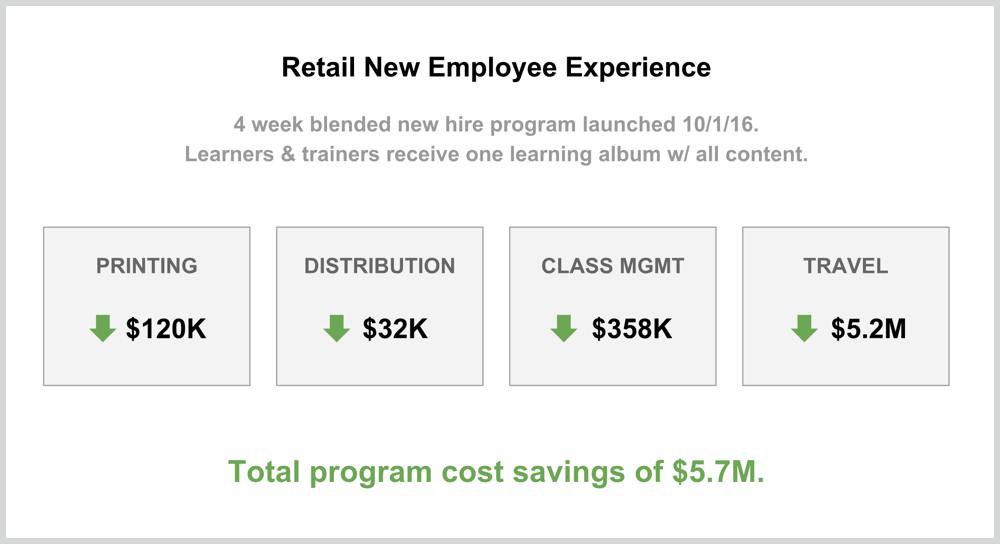 Retail New Employee Experience
4 week blended new hire program launched 10/1/16.
Learners & trainers receive one learning album w/ all content.
PRINTING
$120K
DISTRIBUTION
$32K
CLASS MGMT
$358K
TRAVEL
$5.2M
Total program cost savings of $5.7M.